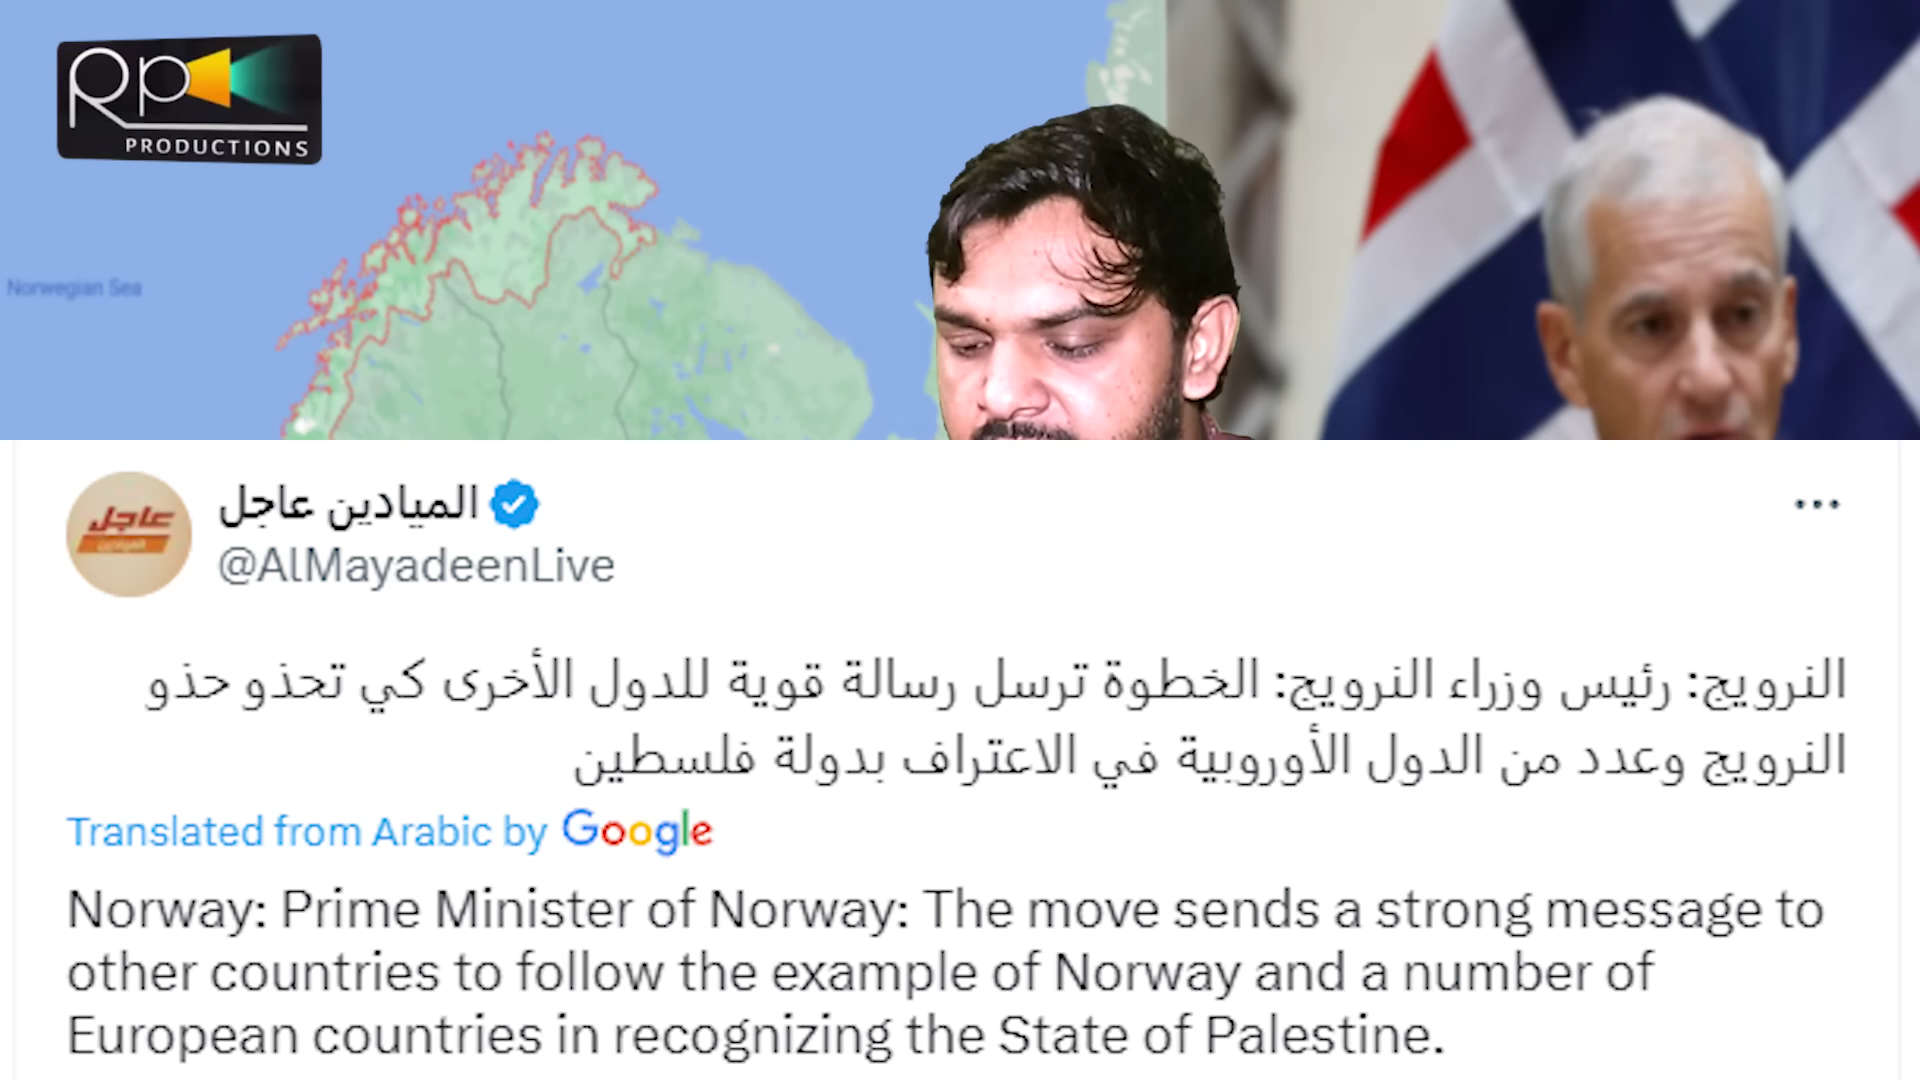 Rp
PRODUCTIONS
Norwegian Sea
الميادين عاجل
@AlMayadeenLive
عاجل
الميادين
النرويج: رئيس وزراء النرويج: الخطوة ترسل رسالة قوية للدول الأخرى كي تحذو حذو
النرويج وعدد من الدول الأوروبية في الاعتراف بدولة فلسطين
Translated from Arabic by Google
Norway: Prime Minister of Norway: The move sends a strong message to
other countries to follow the example of Norway and a number of
European countries in recognizing the State of Palestine.